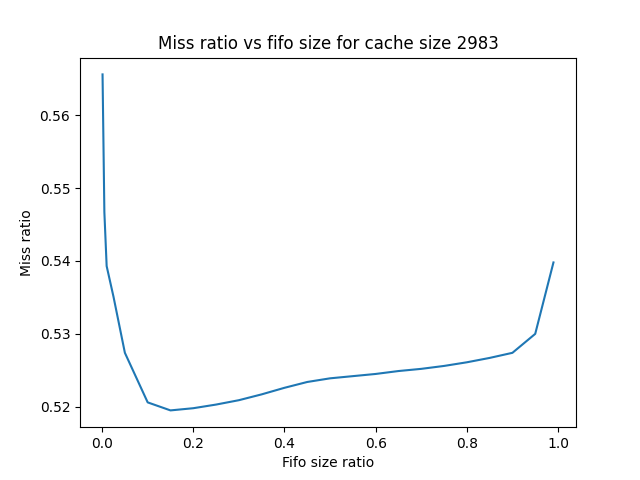 Miss ratio vs fifo size for cache size 2983
0.56
0.55
0.54
0.53
0.52
Miss ratio
0.0 0.2 0.4 0.6 0.8 1.0
Fifo size ratio